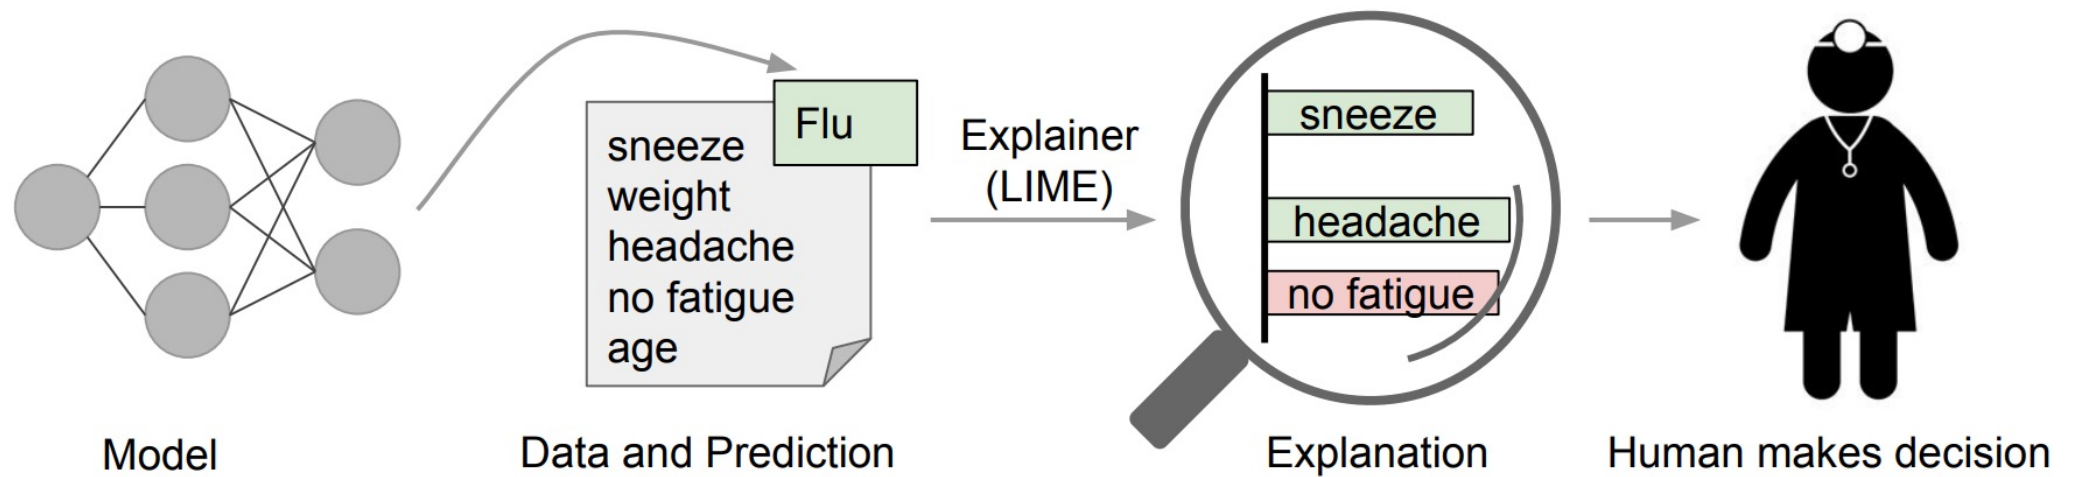 Flu
sneeze
weight
headache
no fatigue
age
Explainer
(LIME)
sneeze
headache
no fatigue
Model
Data and Prediction
Explanation
Human makes decision